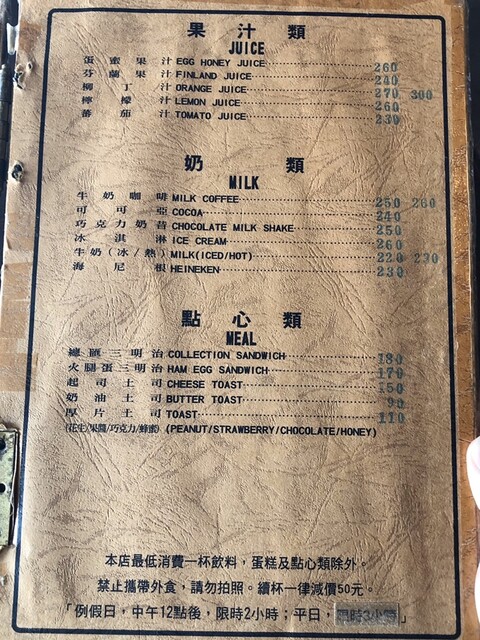 果汁類
JUICE
蛋蜜果汁 EGG HONEY JUICE 260
芬蘭果汁 FINLAND JUICE 240
柳丁汁 ORANGE JUICE 270 300
檸檬汁 LEMON JUICE 260
蕃茄汁 TOMATO JUICE 230
奶類
MILK
牛奶咖啡 MILK COFFEE 250 260
可可亞 COCOA 240
巧克力奶昔 CHOCOLATE MILK SHAKE 250
冰淇淋 ICE CREAM 260
牛奶(冰/熱) MILK(ICED/HOT) 220 230
海尼根 HEINEKEN 230
點心類
MEAL
總匯三明治 COLLECTION SANDWICH 180
火腿蛋三明治 HAM EGG SANDWICH 170
起司土司 CHEESE TOAST 150
奶油土司 BUTTER TOAST 90
厚片土司 TOAST 110
(花生/果醬/巧克力/蜂蜜) (PEANUT/STRAWBERRY/CHOCOLATE/HONEY)
本店最低消費一杯飲料，蛋糕及點心類除外。
禁止攜帶外食，請勿拍照。續杯一律減價50元。
「例假日，中午12點後，限時2小時；平日，限時3小時」